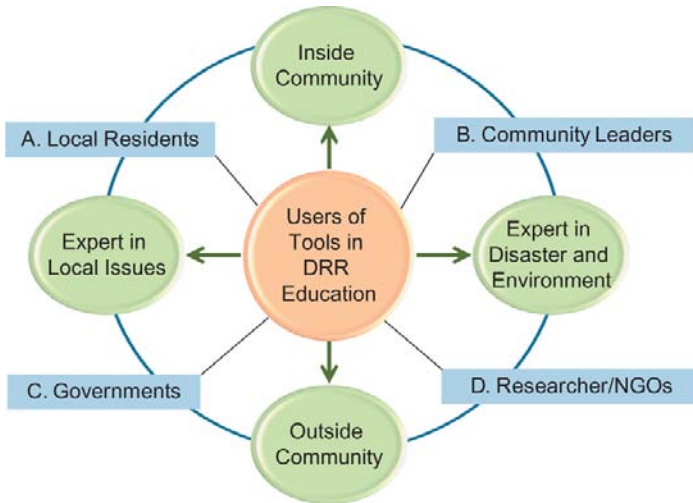 Inside
Community
A. Local Residents
B. Community Leaders
Users of
Tools in
DRR
Education
Expert in
Local Issues
Expert in
Disaster and
Environment
C. Governments
D. Researcher/NGOs
Outside
Community